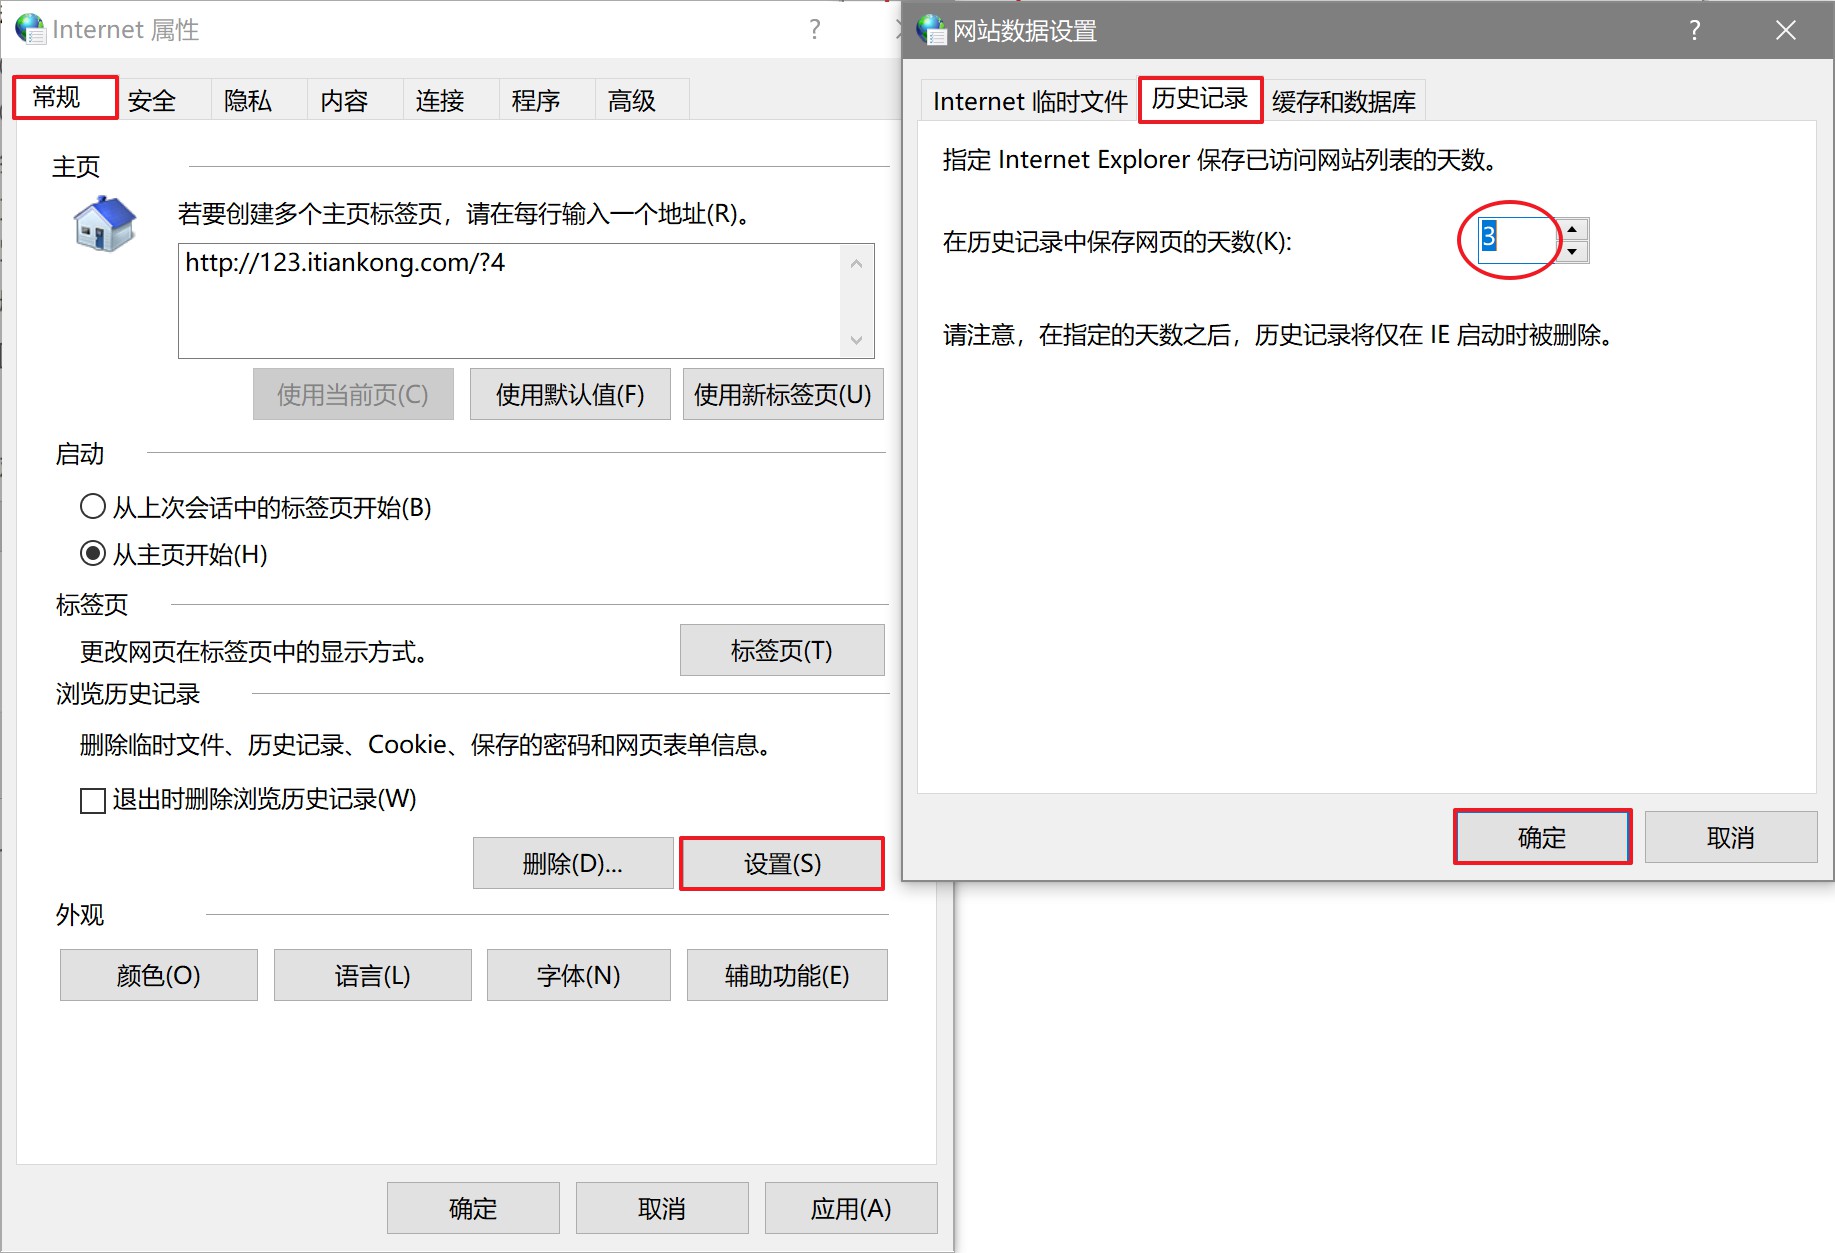 Internet 属性
?
常规
安全
隐私
内容
连接
程序
高级
主页
若要创建多个主页标签页，请在每行输入一个地址(R)。
http://123.itiankong.com/?4
使用当前页(C)
使用默认值(F)
使用新标签页(U)
启动
从上次会话中的标签页开始(B)
从主页开始(H)
标签页
更改网页在标签页中的显示方式。
标签页(T)
浏览历史记录
删除临时文件、历史记录、Cookie、保存的密码和网页表单信息。
退出时删除浏览历史记录(W)
删除(D)...
设置(S)
外观
颜色(O)
语言(L)
字体(N)
辅助功能(E)
确定
取消
应用(A)
网站数据设置
?
Internet 临时文件
历史记录
缓存和数据库
指定 Internet Explorer 保存已访问网站列表的天数。
在历史记录中保存网页的天数(K):
3
请注意，在指定的天数之后，历史记录将仅在 IE 启动时被删除。
确定
取消